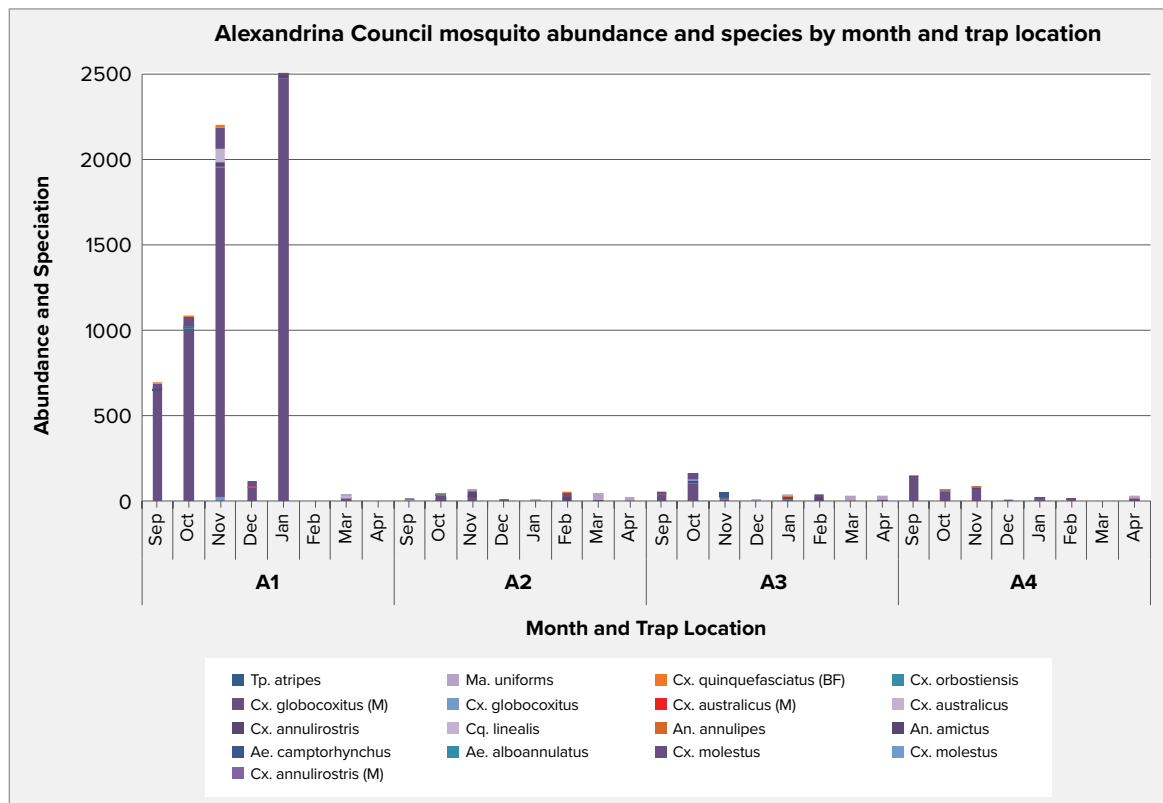 Alexandrina Council mosquito abundance and species by month and trap location
Abundance and Speciation
2500
2000
1500
1000
500
0
Sep Oct Nov Dec Jan Feb Mar Apr Sep Oct Nov Dec Jan Feb Mar Apr Sep Oct Nov Dec Jan Feb Mar Apr Sep Oct Nov Dec Jan Feb Mar Apr
A1 A2 A3 A4
Month and Trap Location
Tp. atripes Ma. uniforms Cx. quinquefasciatus (BF) Cx. orbostiensis
Cx. globocoxitus (M) Cx. globocoxitus Cx. australicus (M) Cx. australicus
Cx. annulirostris Cq. linealis An. annulipes An. amictus
Ae. camptorhynchus Ae. alboannulatus Cx. molestus Cx. molestus
Cx. annulirostris (M)